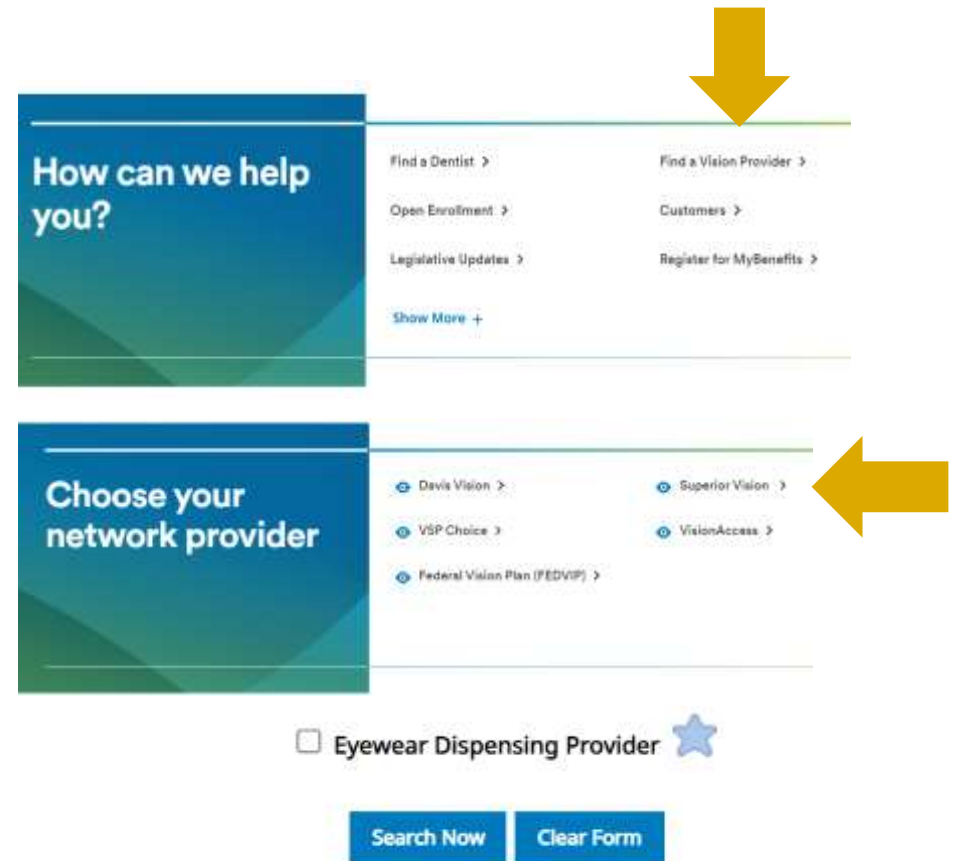 How can we help
you?
Find a Dentist >
Find a Vision Provider >
Open Enrollment >
Customers >
Legislative Updates >
Register for MyBenefits >
Show More +
Choose your
network provider
Davis Vision >
Superior Vision >
VSP Choice >
VisionAccess >
Federal Vision Plan (FEDVIP) >
Eyewear Dispensing Provider
Search Now
Clear Form